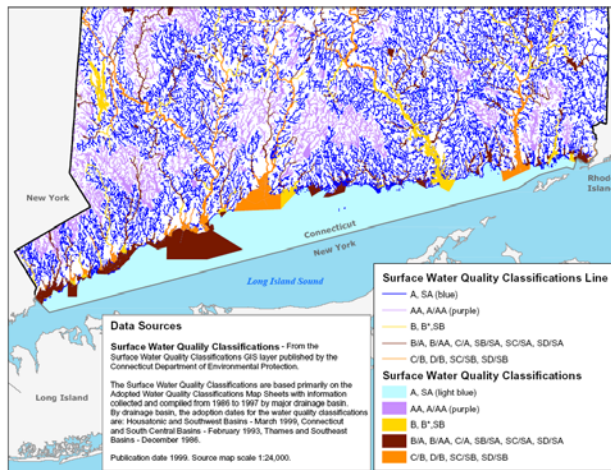 New York
Rhode
Island
Connecticut
New York
Long Island Sound
Long Island
Data Sources
Surface Water Quality Classifications - From the
Surface Water Quality Classifications GIS layer published by the
Connecticut Department of Environmental Protection.
The Surface Water Quality Classifications are based primarily on the
Adopted Water Quality Classifications Map Sheets with information
collected and compiled from 1986 to 1997 by major drainage basin.
By drainage basin, the adoption dates for the water quality classifications
are: Housatonic and Southwest Basins - March 1999, Connecticut
and South Central Basins - February 1993, Thames and Southeast
Basins - December 1986.
Publication date 1999. Source map scale 1:24,000.
Surface Water Quality Classifications Line
A, SA (blue)
AA, A/AA (purple)
B, B*,SB
B/A, B/AA, C/A, SB/SA, SC/SA, SD/SA
C/B, D/B, SC/SB, SD/SB
Surface Water Quality Classifications
A, SA (light blue)
AA, A/AA (purple)
B, B*,SB
B/A, B/AA, C/A, SB/SA, SC/SA, SD/SA
C/B, D/B, SC/SB, SD/SB